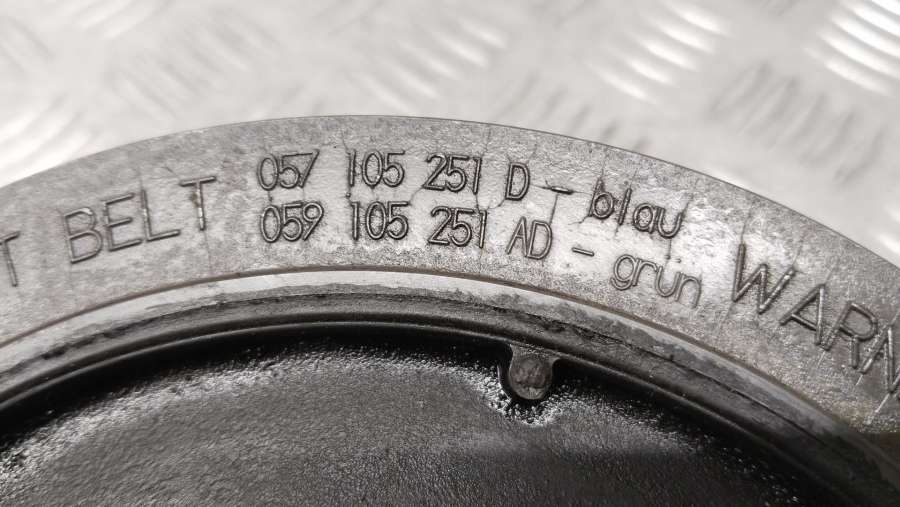 T BELT
057 105 251 D - blau
059 105 251 AD - grün
WARN